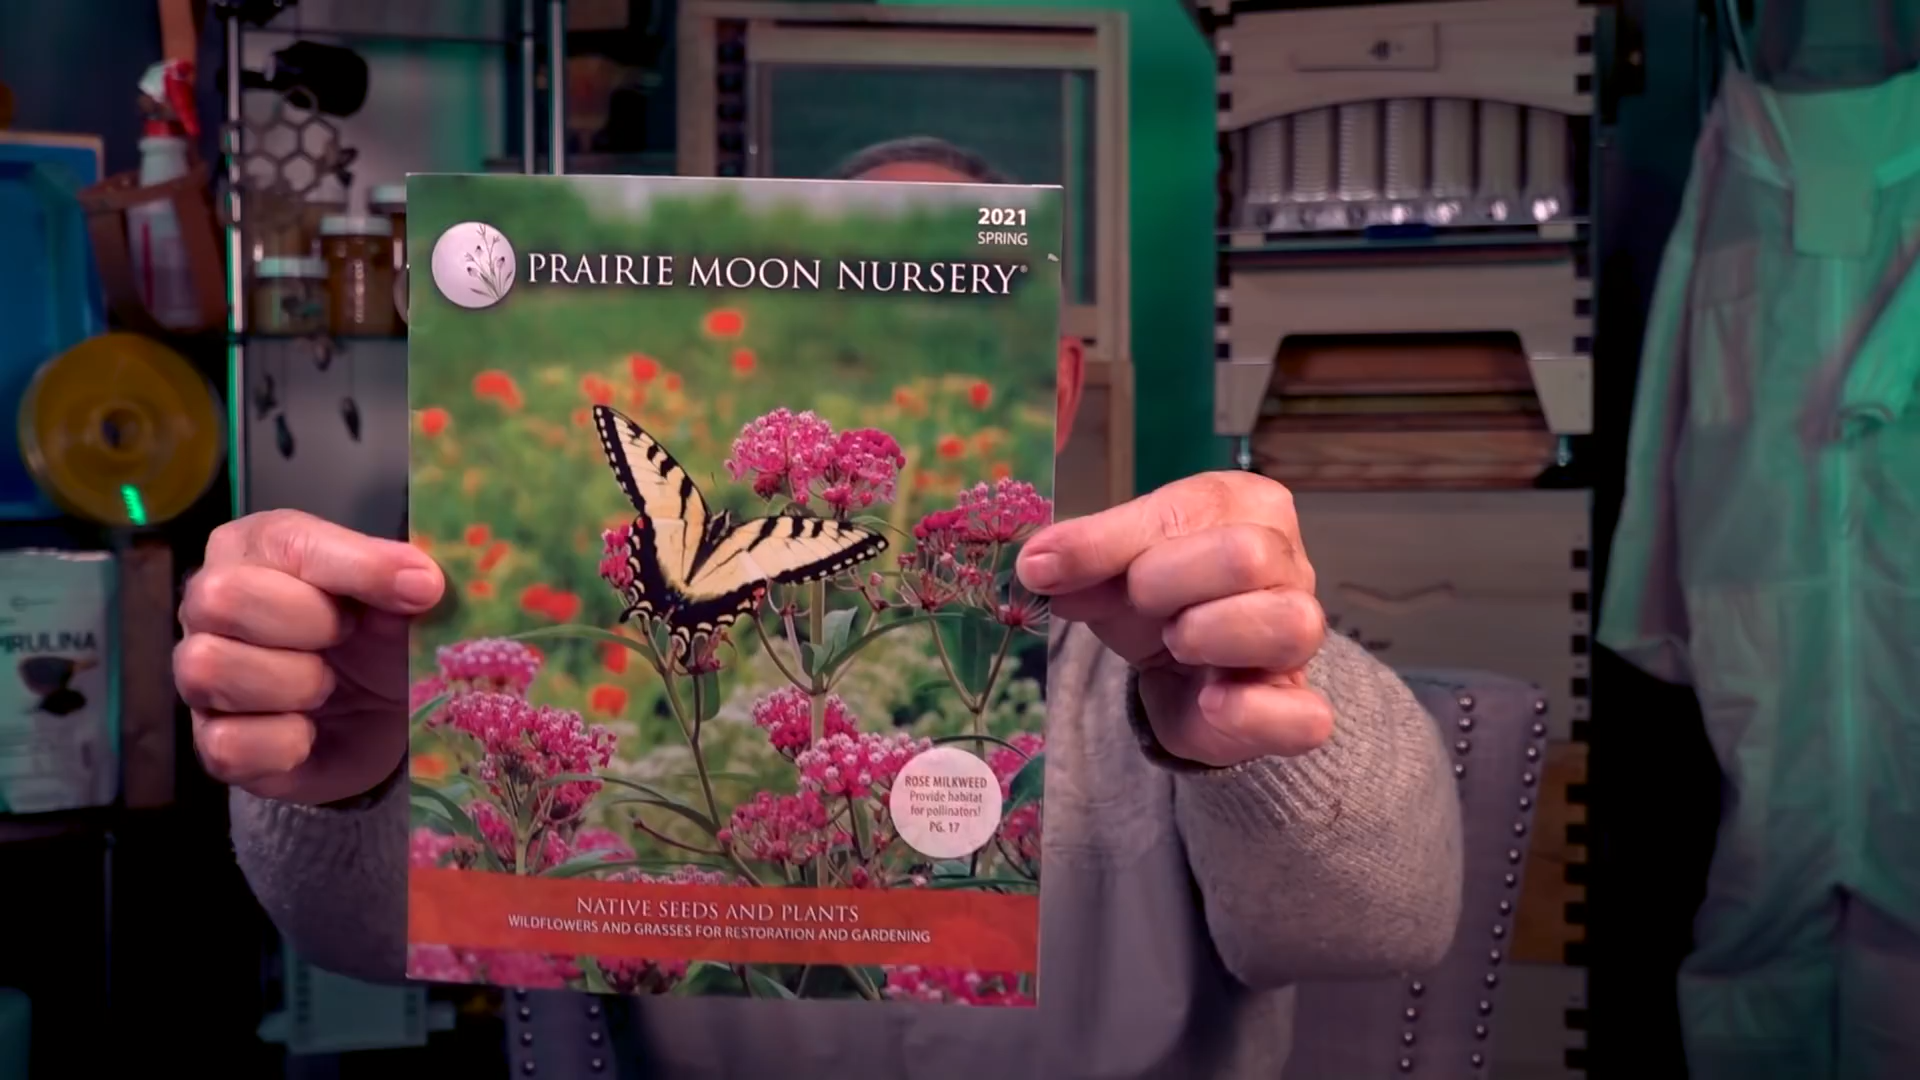 2021
SPRING
PRAIRIE MOON NURSERY®
ROSE MILKWEED
Provide habitat
for pollinators!
PG. 17
NATIVE SEEDS AND PLANTS
WILDFLOWERS AND GRASSES FOR RESTORATION AND GARDENING